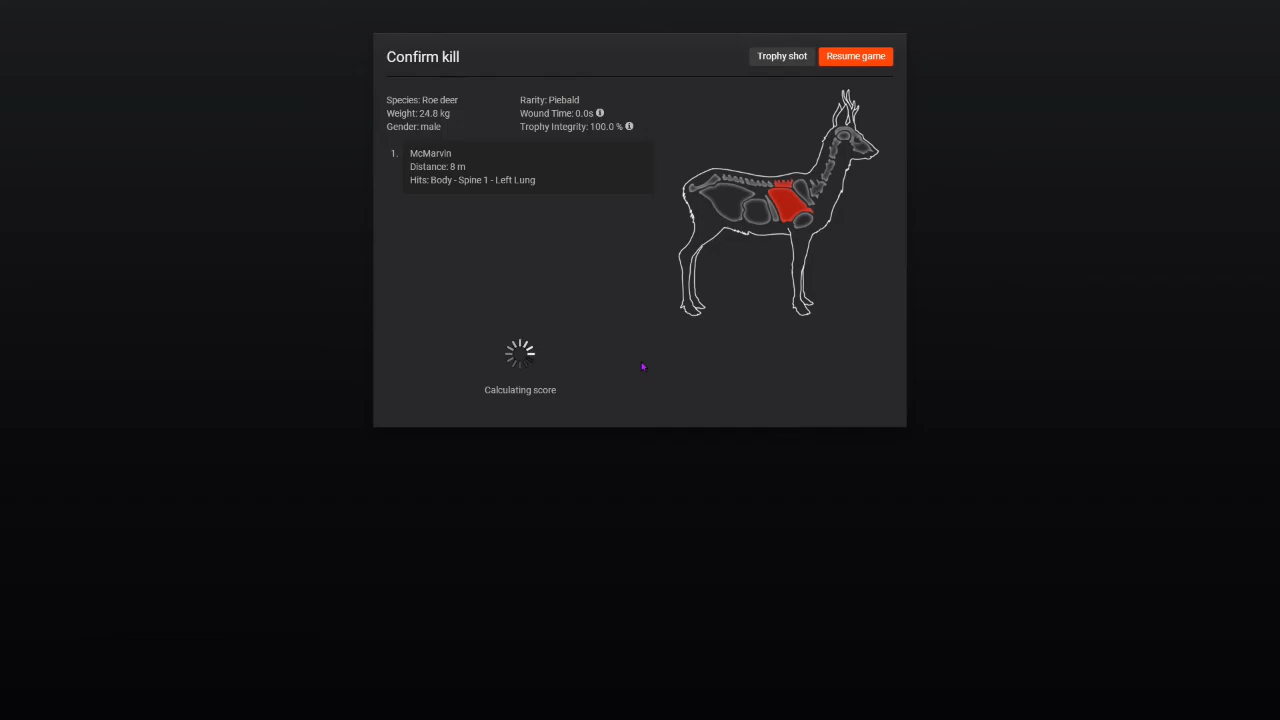 Confirm kill
Trophy shot
Resume game
Species: Roe deer
Weight: 24.8 kg
Gender: male
Rarity: Piebald
Wound Time: 0.0s
Trophy Integrity: 100.0 %
1. McMarvin
Distance: 8 m
Hits: Body - Spine 1 - Left Lung
Calculating score